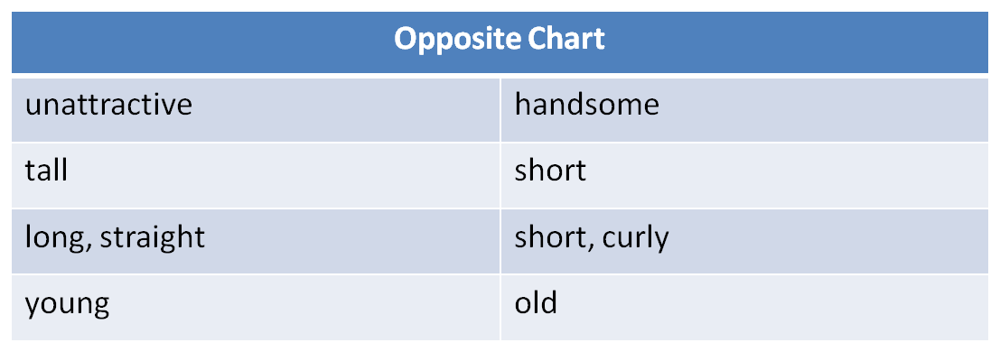 Opposite Chart
unattractive handsome
tall short
long, straight short, curly
young old